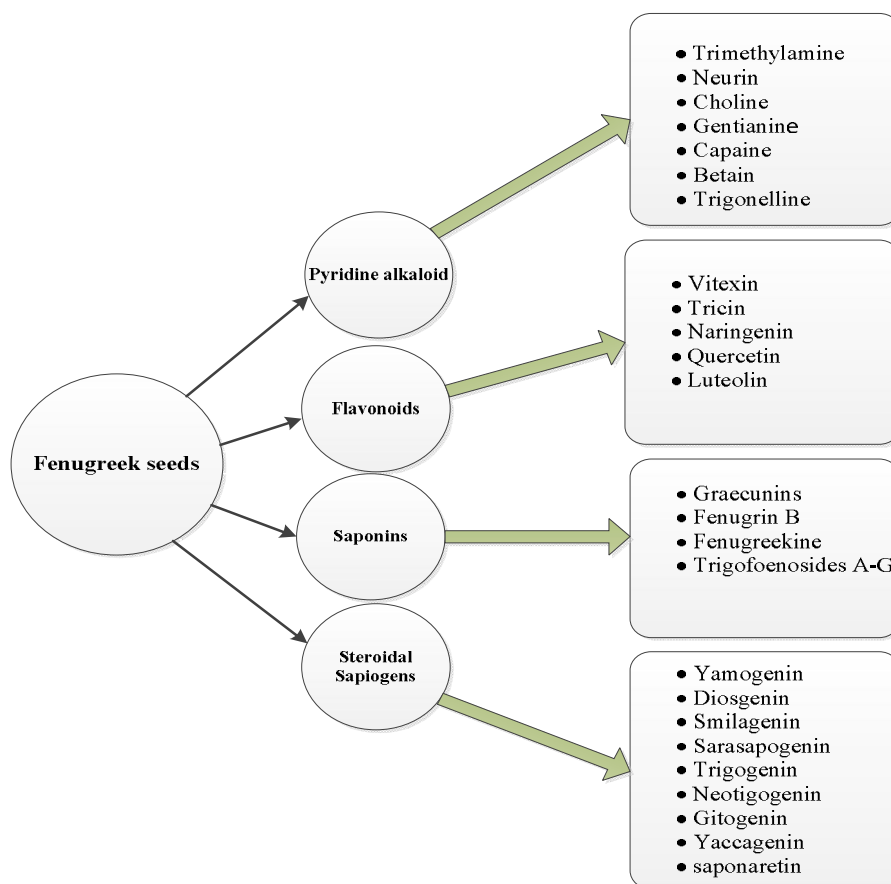 Fenugreek seeds
Pyridine alkaloid
● Trimethylamine
● Neurin
● Choline
● Gentianine
● Capaine
● Betain
● Trigonelline
Flavonoids
● Vitexin
● Tricin
● Naringenin
● Quercetin
● Luteolin
Saponins
● Graecunins
● Fenugrin B
● Fenugreekine
● Trigofoenosides A-G
Steroidal
Sapiogens
● Yamogenin
● Diosgenin
● Smilagenin
● Sarasapogenin
● Trigogenin
● Neotigogenin
● Gitogenin
● Yaccagenin
● saponaretin